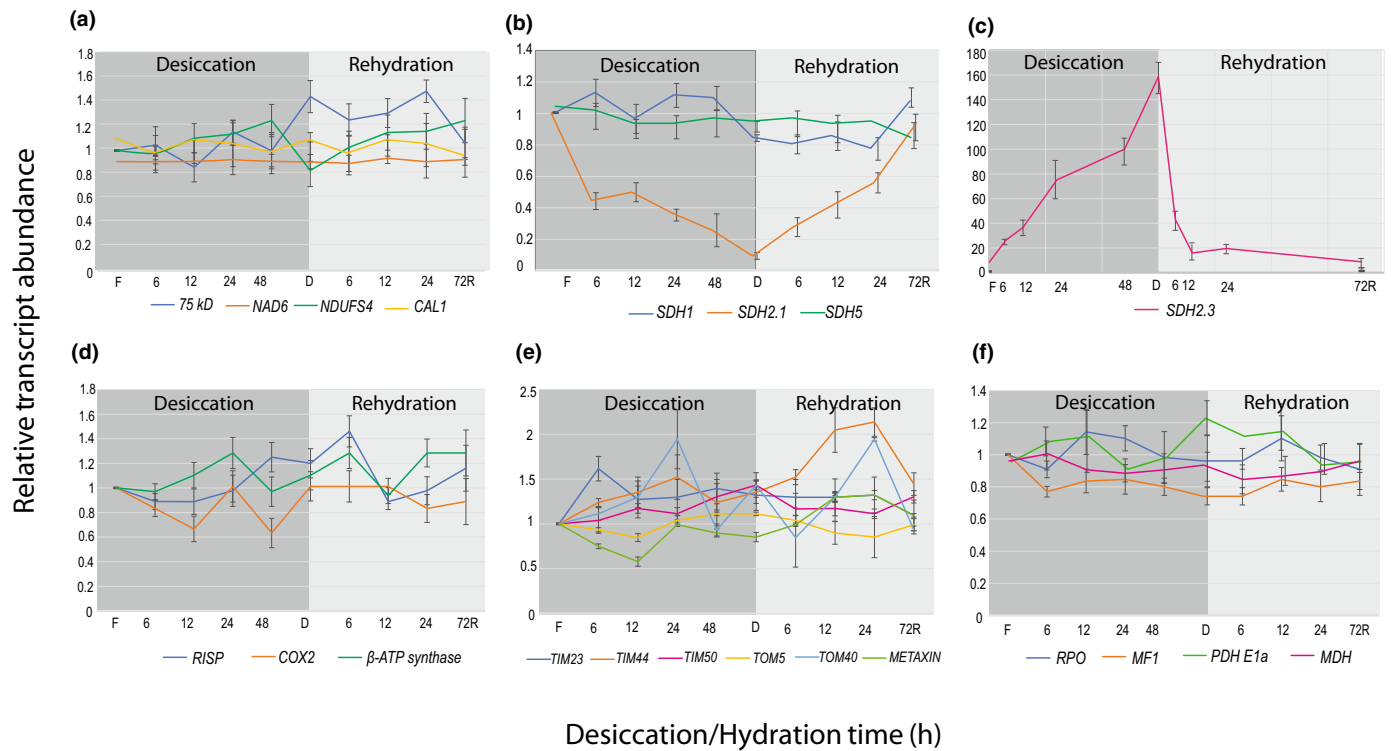 Relative transcript abundance
(a)
Desiccation Rehydration
1.8
1.6
1.4
1.2
1
0.8
0.6
0.4
0.2
0
F 6 12 24 48 D 6 12 24 72R
75 kD NAD6 NDUFS4 CAL1
(b)
Desiccation Rehydration
1.4
1.2
1.0
0.8
0.6
0.4
0.2
0
F 6 12 24 48 D 6 12 24 72R
SDH1 SDH2.1 SDH5
(c)
Desiccation Rehydration
180
160
140
120
100
80
60
40
20
0
F 6 12 24 48 D 6 12 24 72R
SDH2.3
(d)
Desiccation Rehydration
1.8
1.6
1.4
1.2
1.0
0.8
0.6
0.4
0.2
0
F 6 12 24 48 D 6 12 24 72R
RISP COX2 β-ATP synthase
(e)
Desiccation Rehydration
2.5
2
1.5
1
0.5
0
F 6 12 24 48 D 6 12 24 72R
TIM23 TIM44 TIM50 TOM5 TOM40 METAXIN
(f)
Desiccation Rehydration
1.4
1.2
1.0
0.8
0.6
0.4
0.2
0
F 6 12 24 48 D 6 12 24 72R
RPO MF1 PDH E1a MDH
Desiccation/Hydration time (h)